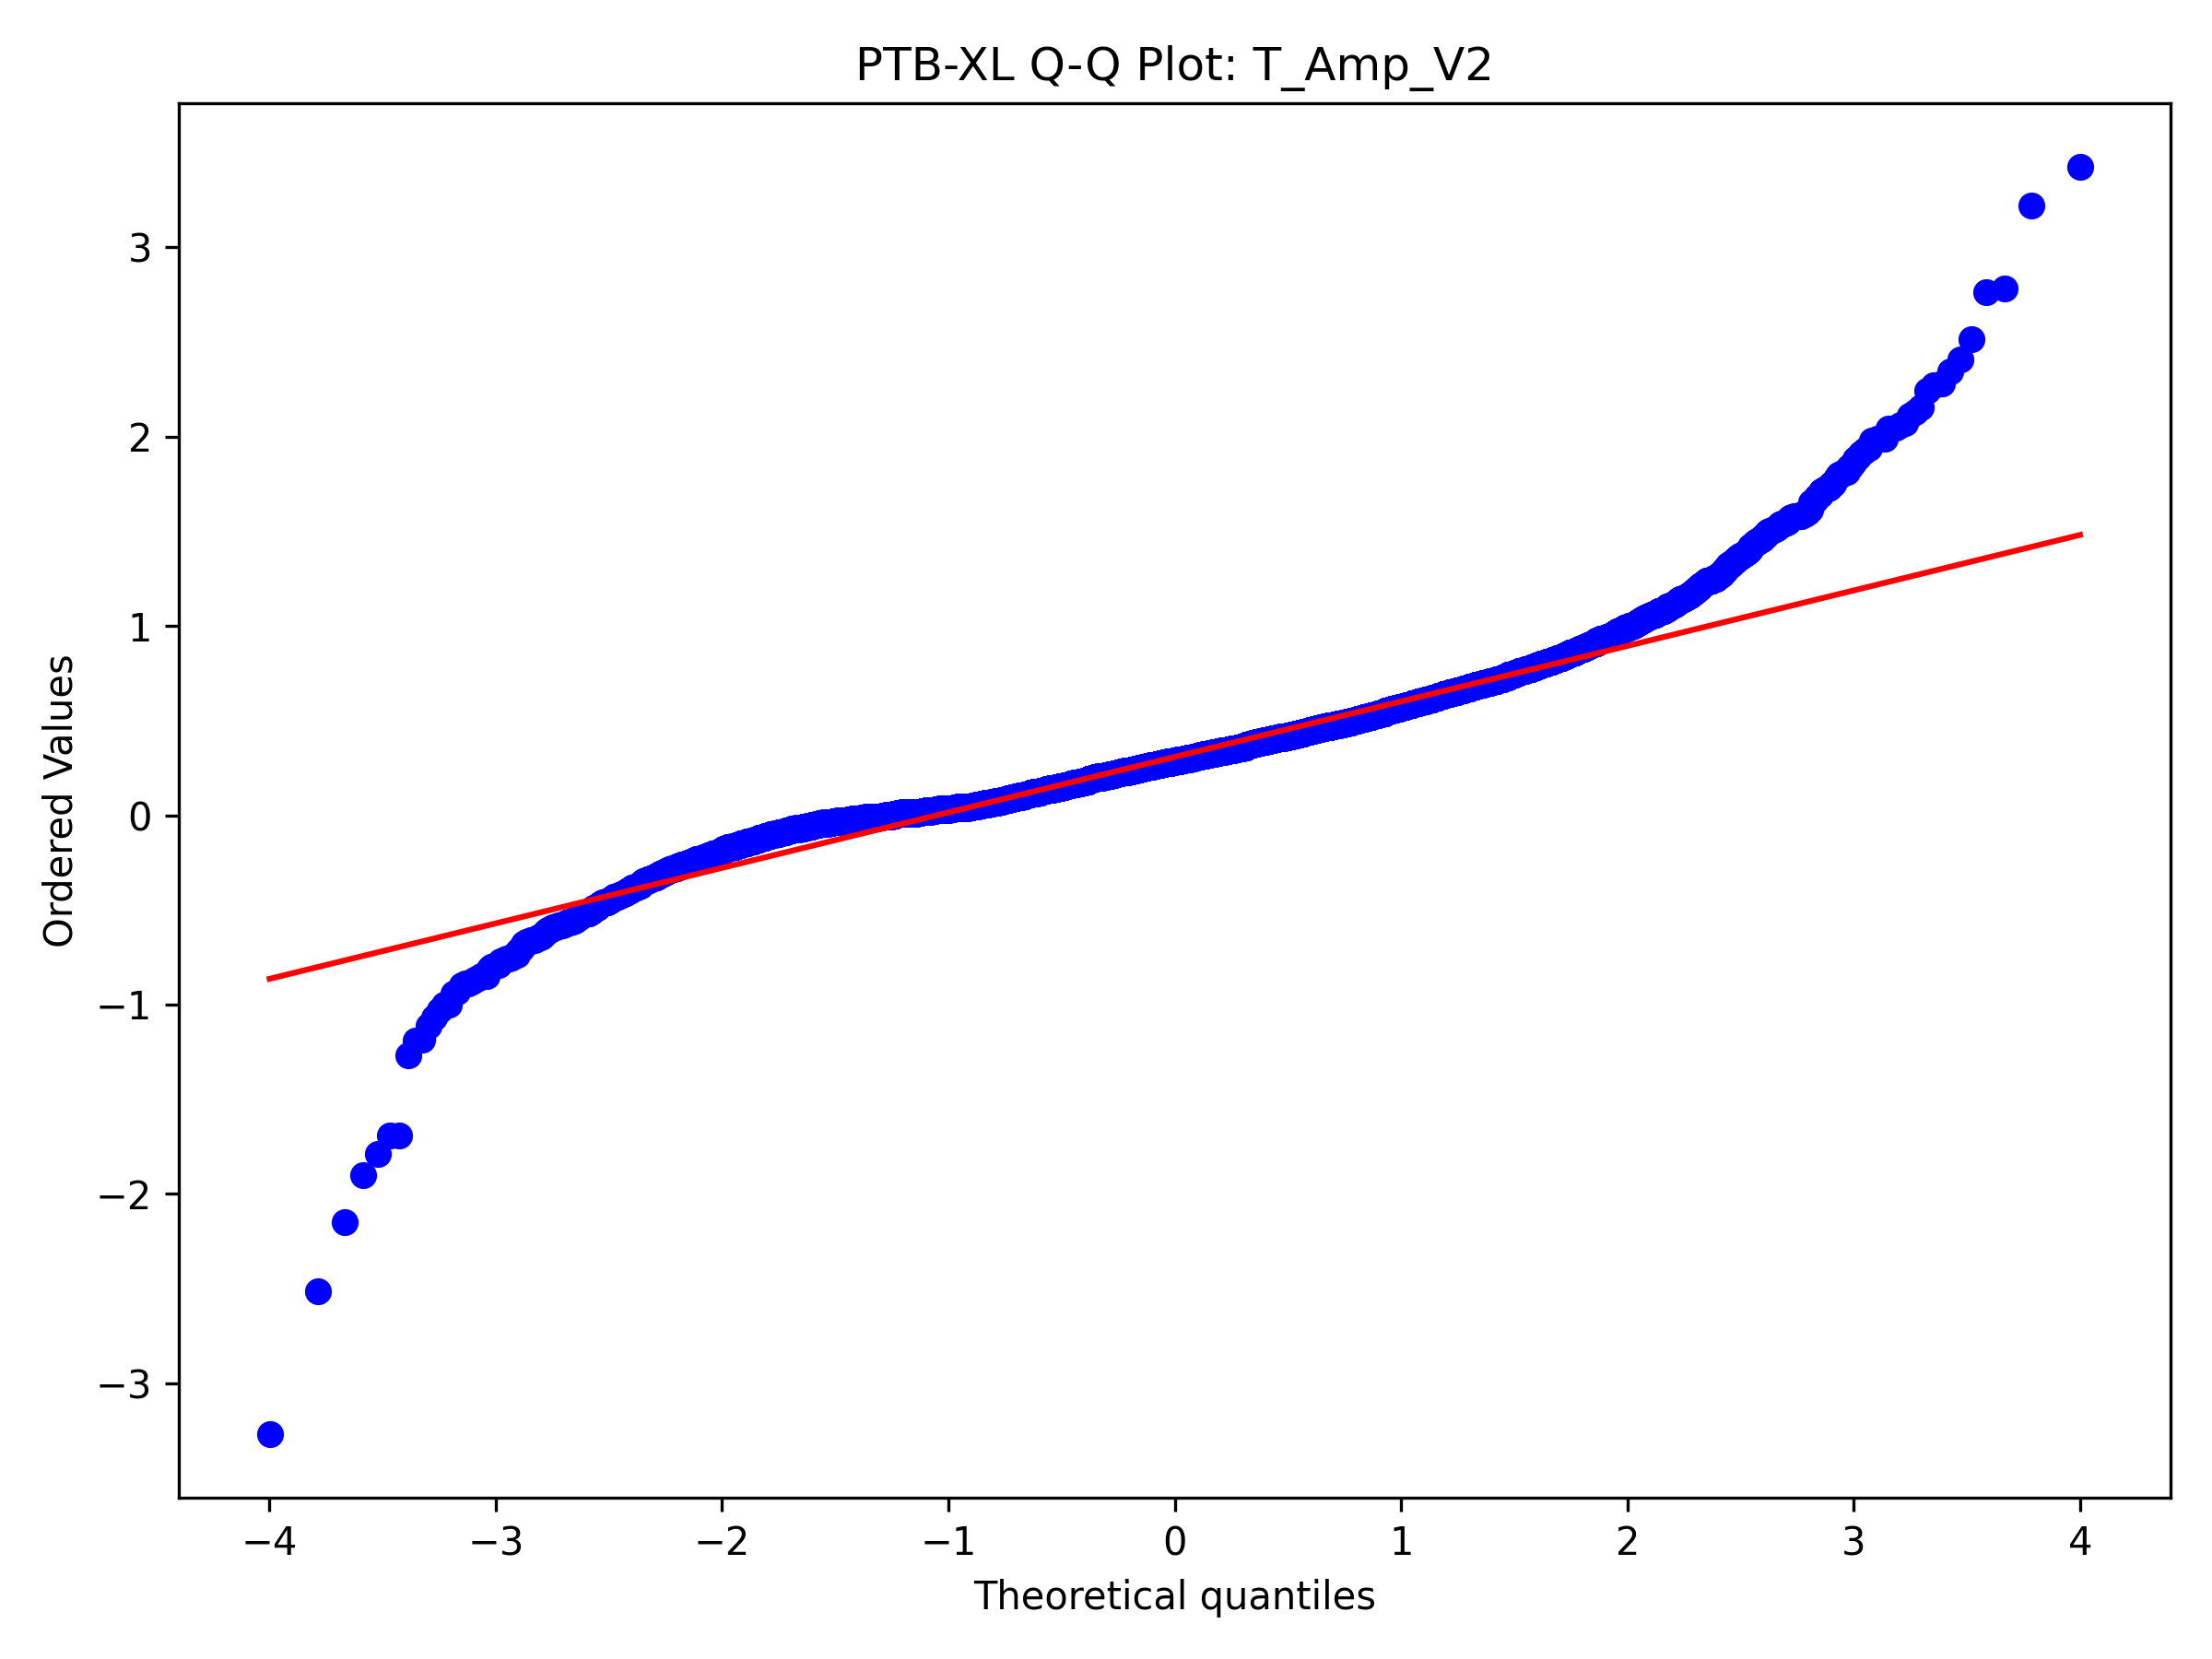 PTB-XL Q-Q Plot: T_Amp_V2
Ordered Values
3
2
1
0
−1
−2
−3
−4 −3 −2 −1 0 1 2 3 4
Theoretical quantiles